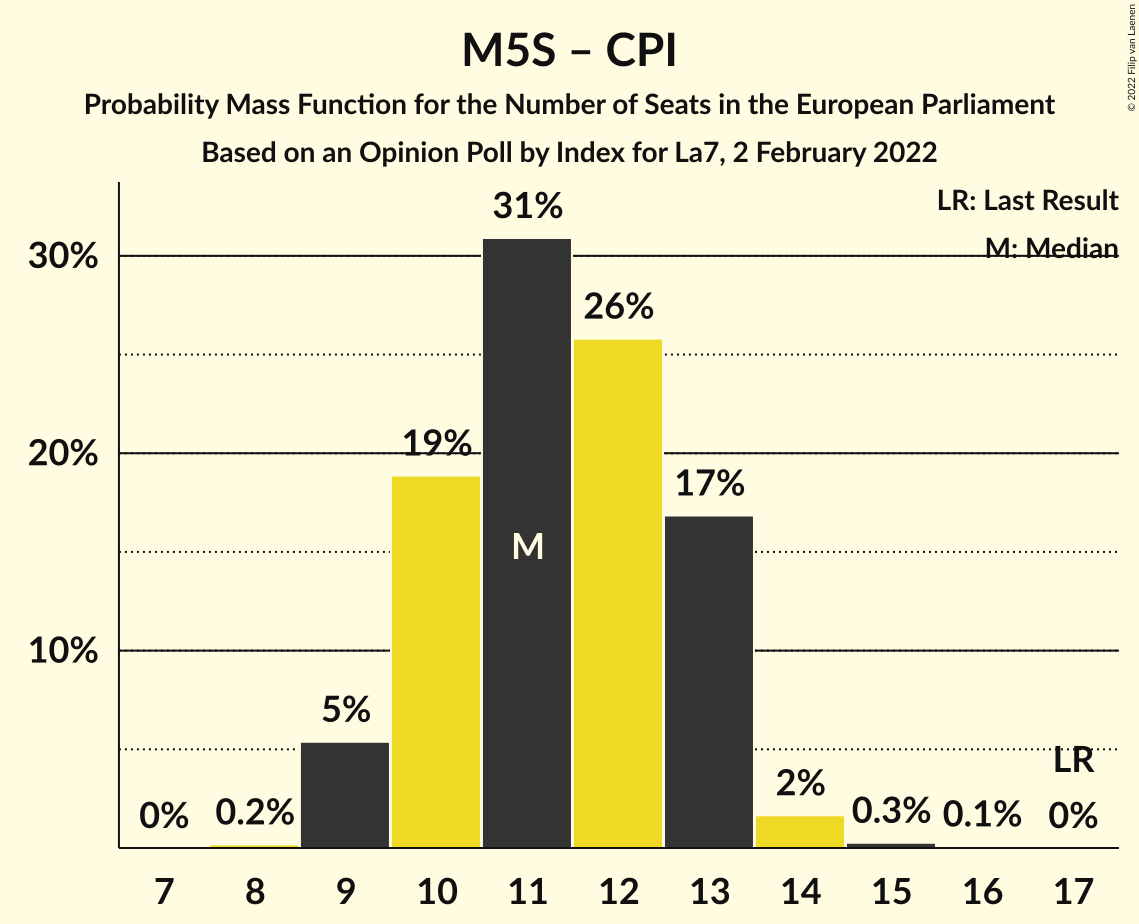 M5S – CPI
Probability Mass Function for the Number of Seats in the European Parliament
Based on an Opinion Poll by Index for La7, 2 February 2022
© 2022 Filip van Laenen
LR: Last Result
M: Median
30%
20%
10%
0%
0.2%
5%
19%
31%
26%
17%
2%
0.3%
0.1%
0%
M
LR
7 8 9 10 11 12 13 14 15 16 17